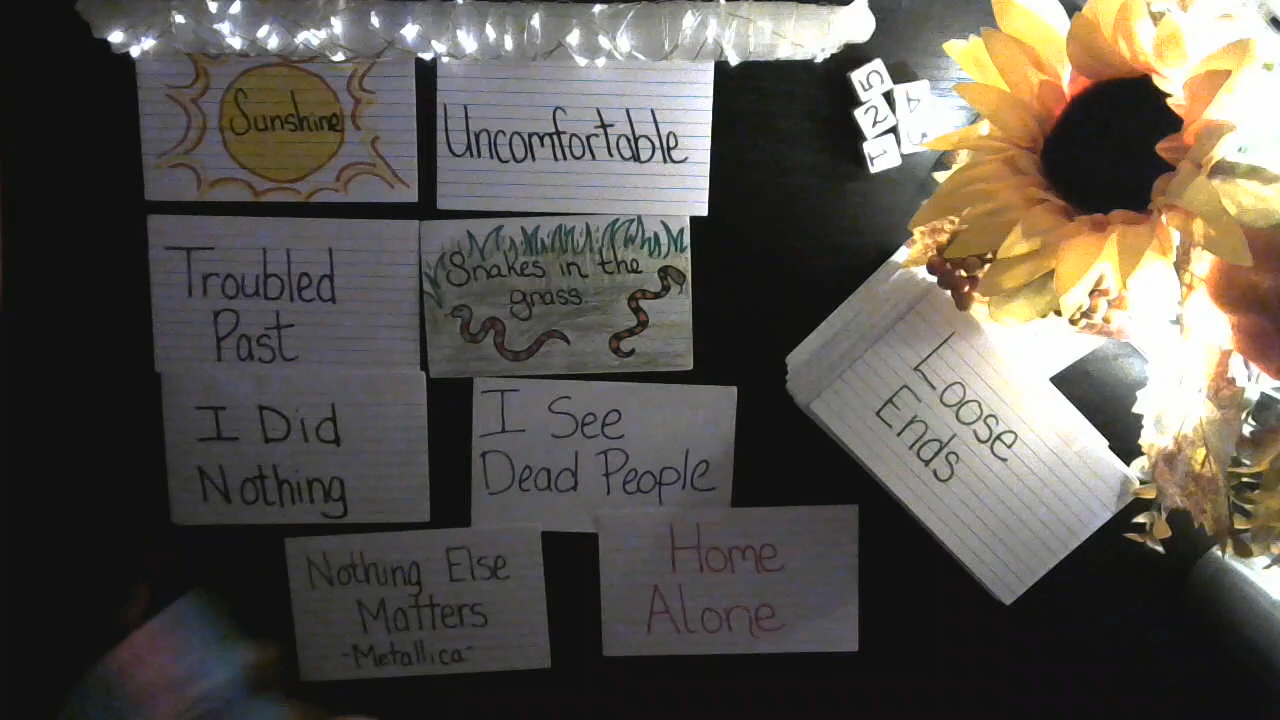 Sunshine
Uncomfortable
Troubled
Past
Snakes in the
grass
I Did
Nothing
I See
Dead People
Nothing Else
Matters
-Metallica-
Home
Alone
Loose
Ends
5
2
1
4